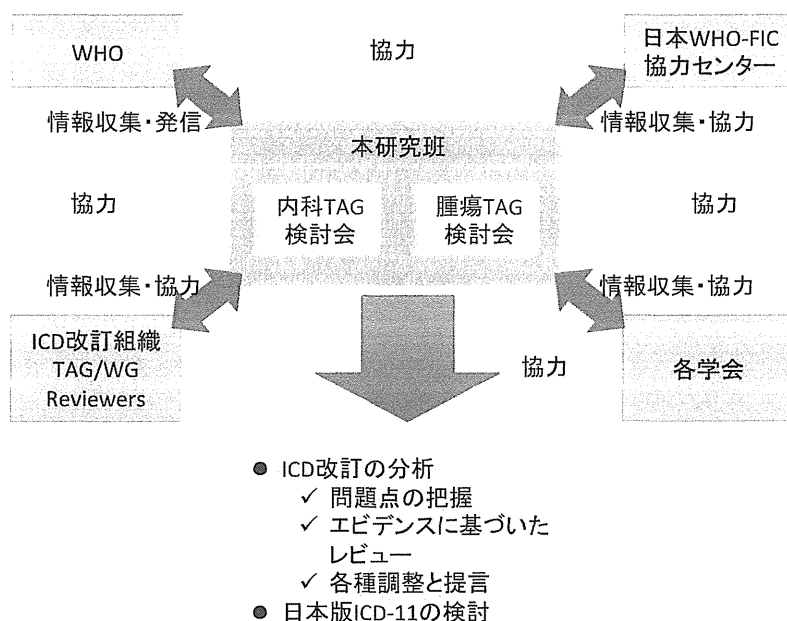 WHO
協力
日本WHO-FIC
協力センター
情報収集・発信
情報収集・協力
本研究班
内科TAG
検討会
腫瘍TAG
検討会
協力
協力
情報収集・協力
情報収集・協力
ICD改訂組織
TAG/WG
Reviewers
協力
各学会
● ICD改訂の分析
✓ 問題点の把握
✓ エビデンスに基づいた
レビュー
✓ 各種調整と提言
● 日本版ICD-11の検討